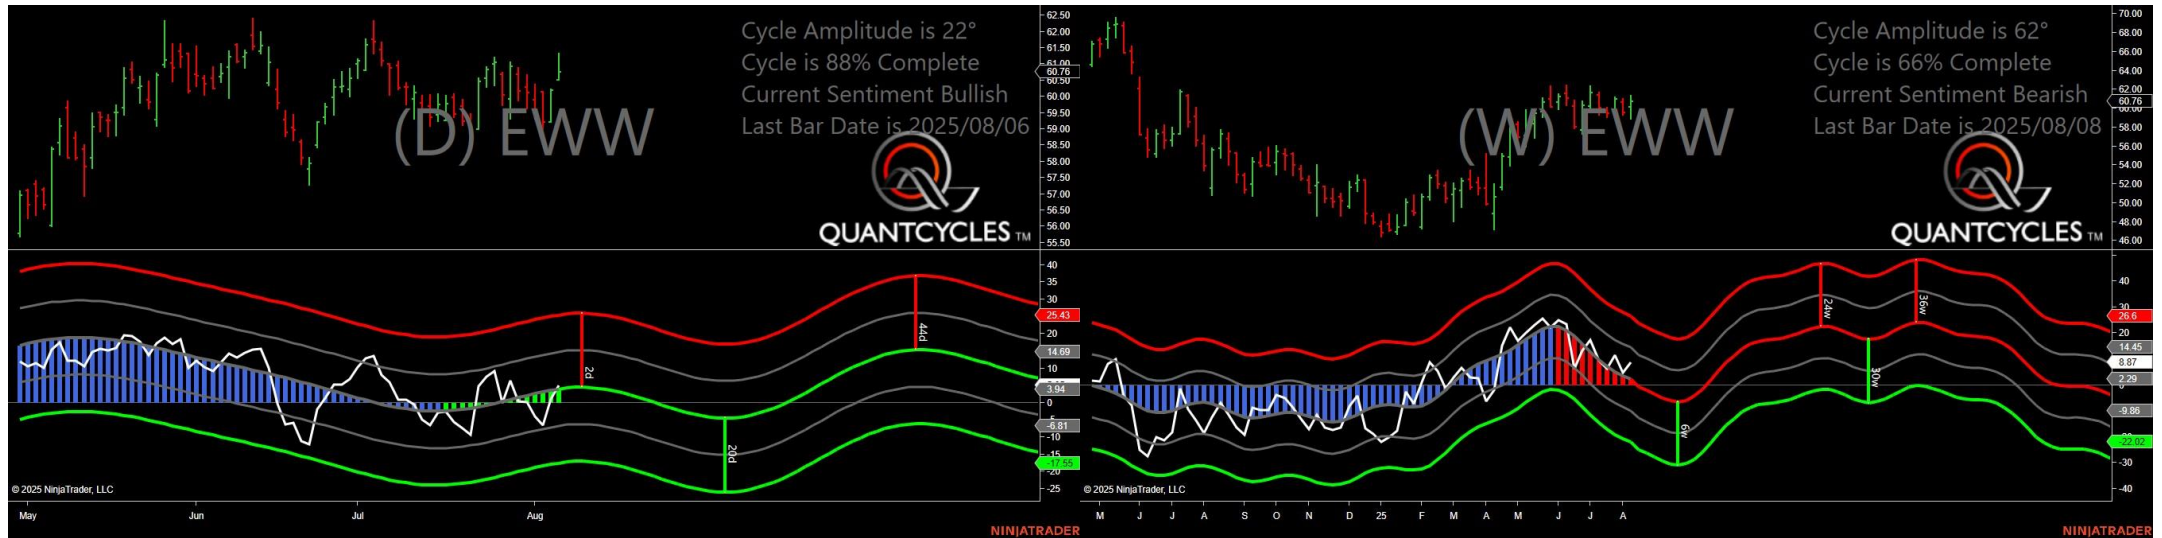 Cycle Amplitude is 22°
Cycle is 88% Complete
Current Sentiment Bullish
Last Bar Date is 2025/08/06
(D) EWW
QUANTCYCLES TM
62.50
62.00
61.50
61.00
60.76
60.50
60.00
59.50
59.00
58.50
58.00
57.50
57.00
56.50
56.00
55.50
40
35
30
25.43
20
14.69
10
3.94
0
-5
-6.81
-10
-15
-17.55
-20
-25
2d
20d
44d
© 2025 NinjaTrader, LLC
May Jun Jul Aug
NINJATRADER
Cycle Amplitude is 62°
Cycle is 66% Complete
Current Sentiment Bearish
Last Bar Date is 2025/08/08
(W) EWW
QUANTCYCLES TM
70.00
68.00
66.00
64.00
62.00
60.76
58.00
56.00
54.00
52.00
50.00
48.00
46.00
40
30
26.6
20
14.45
8.87
2.29
-9.86
-22.02
-30
-40
6w
24w
30w
36w
© 2025 NinjaTrader, LLC
M J J A S O N D 25 F M A M J J A
NINJATRADER